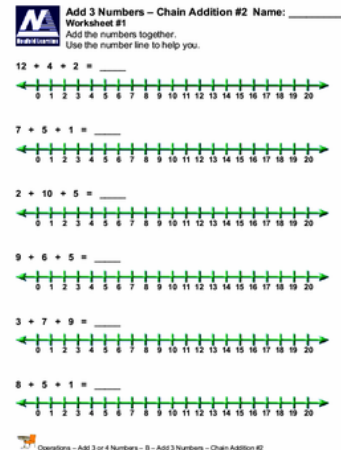 Add 3 Numbers – Chain Addition #2 Name: ________
Worksheet #1
Add the numbers together.
Use the number line to help you.
12 + 4 + 2 = _____
0 1 2 3 4 5 6 7 8 9 10 11 12 13 14 15 16 17 18 19 20
7 + 5 + 1 = _____
0 1 2 3 4 5 6 7 8 9 10 11 12 13 14 15 16 17 18 19 20
2 + 10 + 5 = _____
0 1 2 3 4 5 6 7 8 9 10 11 12 13 14 15 16 17 18 19 20
9 + 6 + 5 = _____
0 1 2 3 4 5 6 7 8 9 10 11 12 13 14 15 16 17 18 19 20
3 + 7 + 9 = _____
0 1 2 3 4 5 6 7 8 9 10 11 12 13 14 15 16 17 18 19 20
8 + 5 + 1 = _____
0 1 2 3 4 5 6 7 8 9 10 11 12 13 14 15 16 17 18 19 20
Operations – Add 3 or 4 Numbers – B – Add 3 Numbers – Chain Addition #2